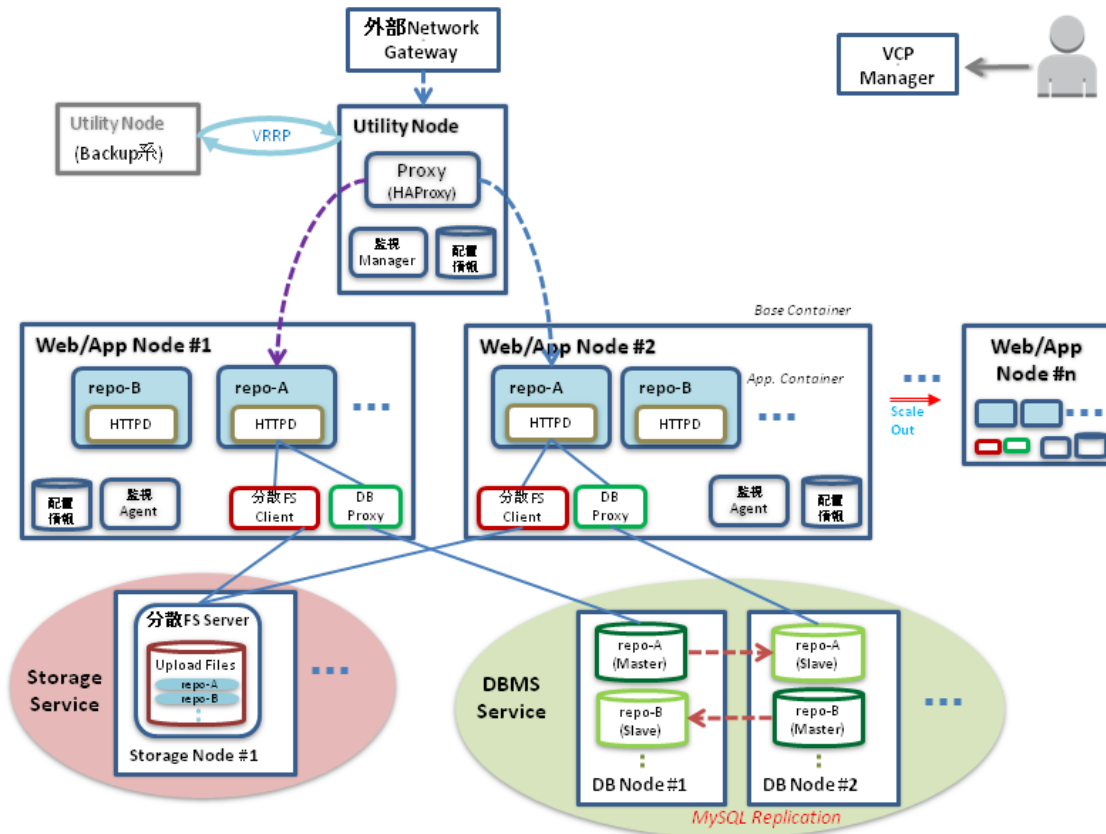 外部Network
Gateway
VCP
Manager
Utility Node
(Backup系)
VRRP
Utility Node
Proxy
(HAProxy)
監視
Manager
配置
情報
Base Container
Web/App Node #1
repo-B
HTTPD
repo-A
HTTPD
配置
情報
監視
Agent
分散FS
Client
DB
Proxy
Web/App Node #2
repo-A
HTTPD
repo-B
HTTPD
App. Container
分散FS
Client
DB
Proxy
監視
Agent
配置
情報
Scale
Out
Web/App
Node #n
Storage
Service
分散FS Server
Upload Files
repo-A
repo-B
Storage Node #1
DBMS
Service
repo-A
(Master)
repo-B
(Slave)
DB Node #1
repo-A
(Slave)
repo-B
(Master)
DB Node #2
MySQL Replication